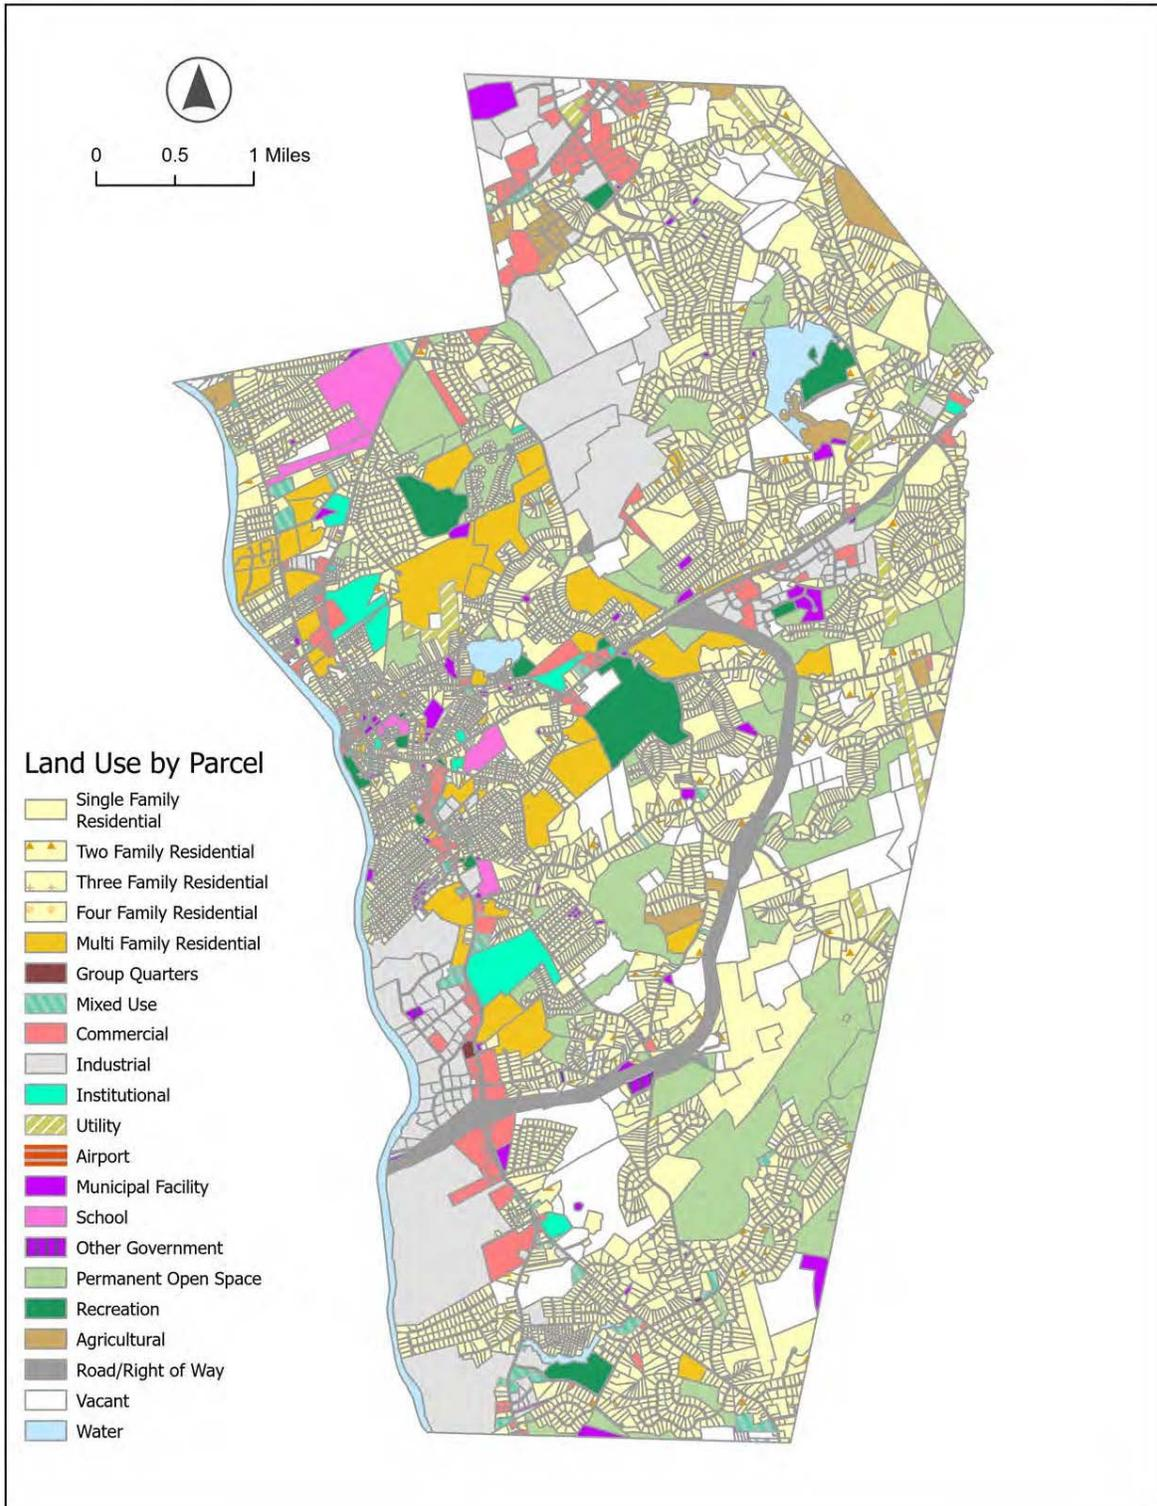 0 0.5 1 Miles
Land Use by Parcel
Single Family
Residential
Two Family Residential
Three Family Residential
Four Family Residential
Multi Family Residential
Group Quarters
Mixed Use
Commercial
Industrial
Institutional
Utility
Airport
Municipal Facility
School
Other Government
Permanent Open Space
Recreation
Agricultural
Road/Right of Way
Vacant
Water